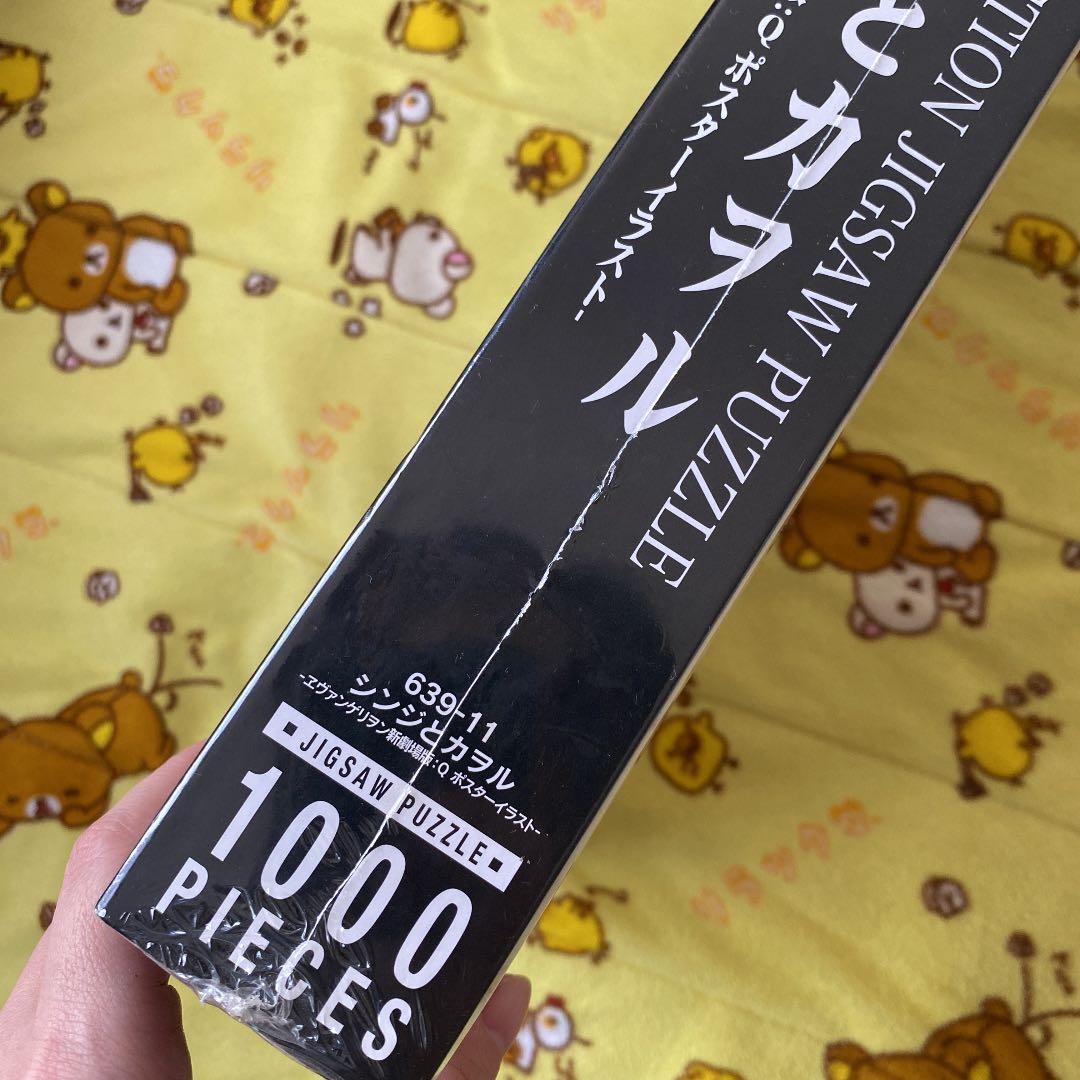 とカヲル
:Q ポスターイラスト-
TION JIGSAW PUZZLE
639-11
シンジとカヲル
-ヱヴァンゲリヲン新劇場版:Q ポスターイラスト-
JIGSAW PUZZLE
1000
PIECES